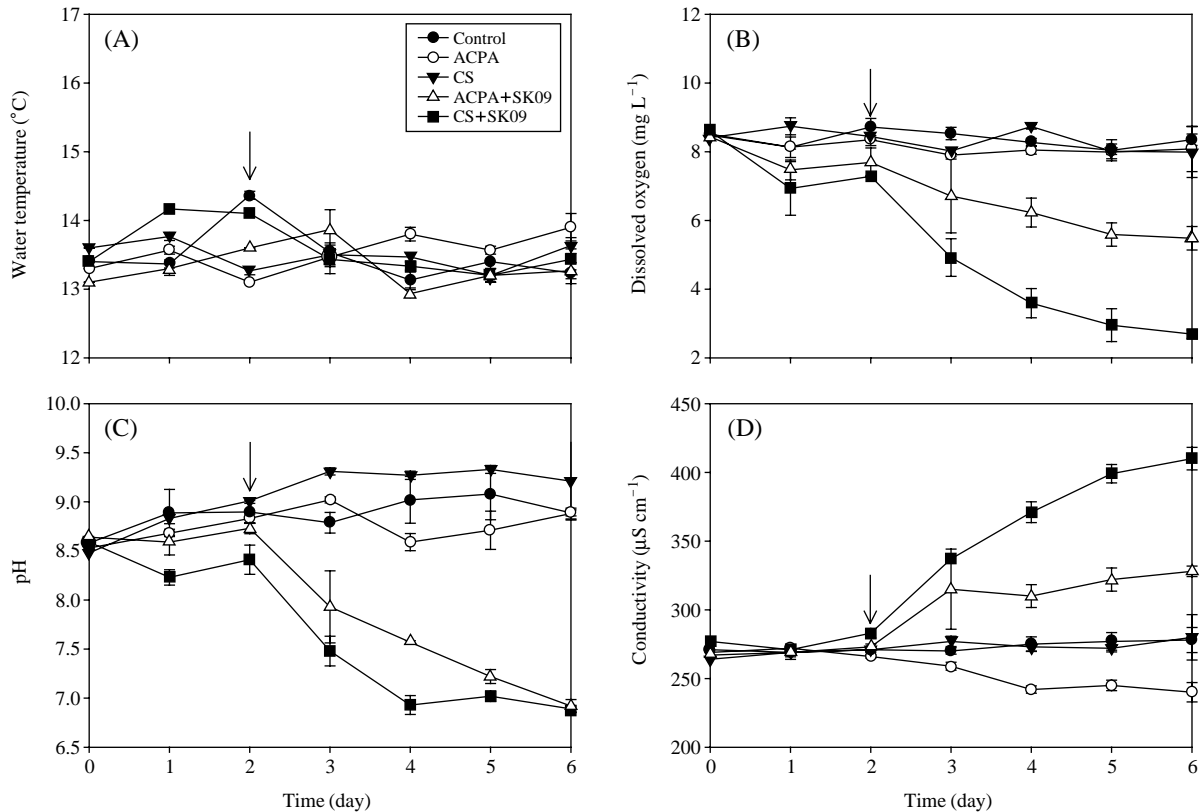 (A)
Water temperature (°C)
17
16
15
14
13
12
Control
ACPA
CS
ACPA+SK09
CS+SK09
(B)
Dissolved oxygen (mg L⁻¹)
12
10
8
6
4
2
(C)
pH
10.0
9.5
9.0
8.5
8.0
7.5
7.0
6.5
0 1 2 3 4 5 6
Time (day)
(D)
Conductivity (µS cm⁻¹)
450
400
350
300
250
200
0 1 2 3 4 5 6
Time (day)